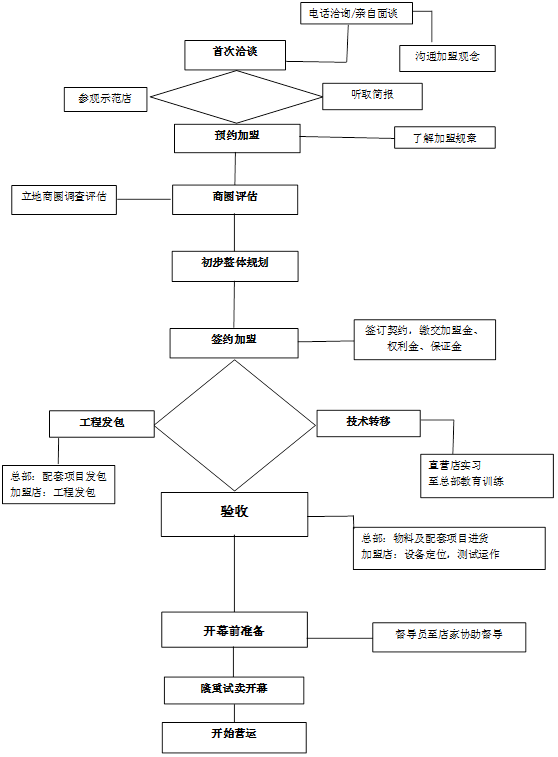 电话洽询/亲自面谈
首次洽谈
沟通加盟观念
参观示范店
听取简报
预约加盟
了解加盟规章
立地商圈调查评估
商圈评估
初步整体规划
签约加盟
签订契约，缴交加盟金、
权利金、保证金
工程发包
技术转移
总部：配套项目发包
加盟店：工程发包
直营店实习
至总部教育训练
验收
总部：物料及配套项目进货
加盟店：设备定位，测试运作
开幕前准备
督导员至店家协助督导
隆重试卖开幕
开始营运